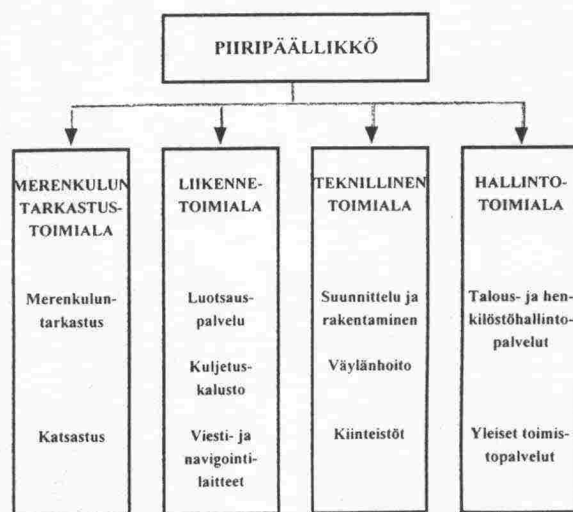 PIIRIPÄÄLLIKKÖ
MERENKULUN
TARKASTUS-
TOIMIALA
Merenkulun-
tarkastus
Katsastus
LIIKENNE-
TOIMIALA
Luotsaus-
palvelu
Kuljetus-
kalusto
Viesti- ja
navigointi-
laitteet
TEKNILLINEN
TOIMIALA
Suunnittelu ja
rakentaminen
Väylänhoito
Kiinteistöt
HALLINTO-
TOIMIALA
Talous- ja hen-
kilöstöhallinto-
palvelut
Yleiset toimis-
topalvelut